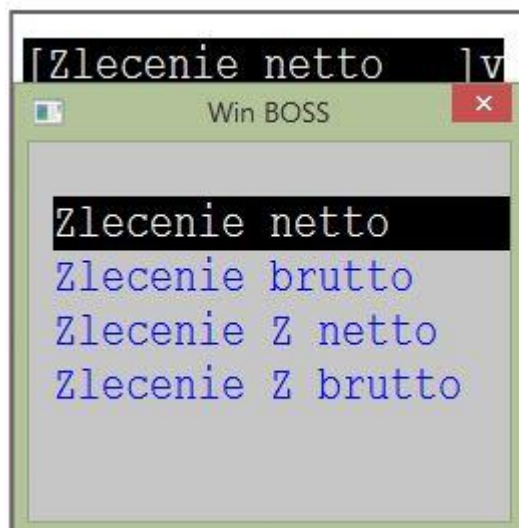 [Zlecenie netto ]v
Win BOSS
Zlecenie netto
Zlecenie brutto
Zlecenie Z netto
Zlecenie Z brutto